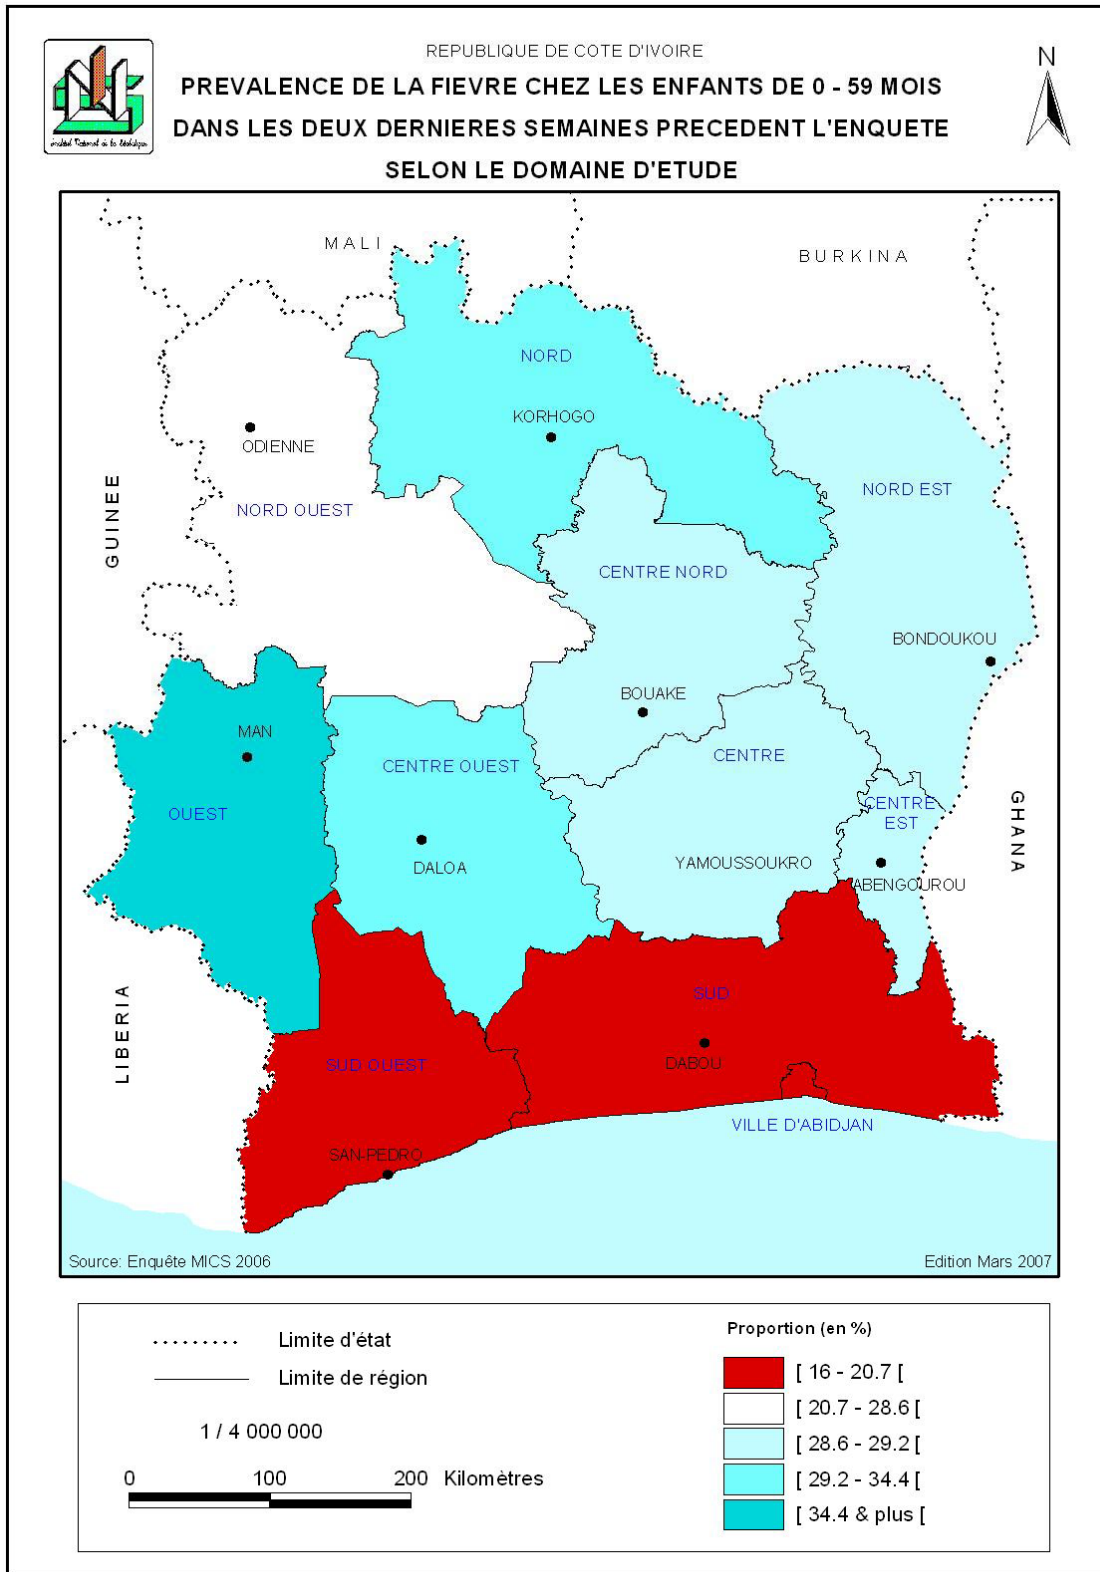 REPUBLIQUE DE COTE D'IVOIRE
PREVALENCE DE LA FIEVRE CHEZ LES ENFANTS DE 0 - 59 MOIS
DANS LES DEUX DERNIERES SEMAINES PRECEDENT L'ENQUETE
SELON LE DOMAINE D'ETUDE
N
MALI
BURKINA
NORD
KORHOGO
ODIENNE
NORD OUEST
NORD EST
GUINEE
CENTRE NORD
BONDOUKOU
BOUAKE
MAN
CENTRE OUEST
CENTRE
OUEST
CENTRE
EST
GHANA
DALOA
YAMOUSSOUKRO
ABENGOUROU
LIBERIA
SUD
SUD OUEST
DABOU
VILLE D'ABIDJAN
SAN-PEDRO
Source: Enquête MICS 2006
Edition Mars 2007
Limite d'état
Limite de région
1 / 4 000 000
0 100 200 Kilomètres
Proportion (en %)
[ 16 - 20.7 [
[ 20.7 - 28.6 [
[ 28.6 - 29.2 [
[ 29.2 - 34.4 [
[ 34.4 & plus [